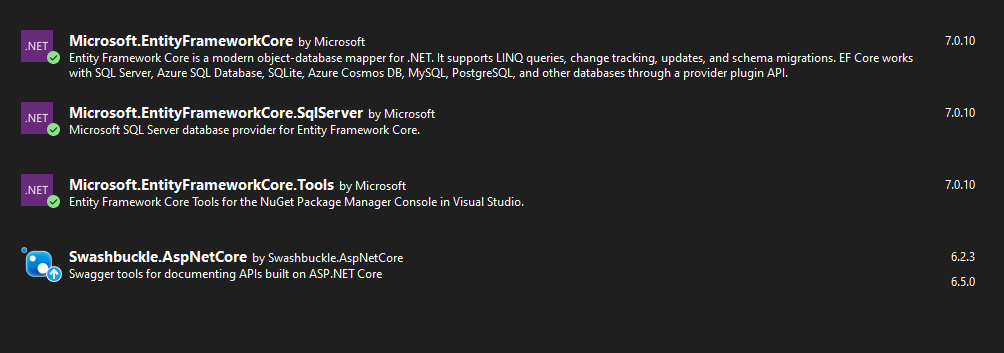 .NET
Microsoft.EntityFrameworkCore by Microsoft 7.0.10
Entity Framework Core is a modern object-database mapper for .NET. It supports LINQ queries, change tracking, updates, and schema migrations. EF Core works
with SQL Server, Azure SQL Database, SQLite, Azure Cosmos DB, MySQL, PostgreSQL, and other databases through a provider plugin API.
.NET
Microsoft.EntityFrameworkCore.SqlServer by Microsoft 7.0.10
Microsoft SQL Server database provider for Entity Framework Core.
.NET
Microsoft.EntityFrameworkCore.Tools by Microsoft 7.0.10
Entity Framework Core Tools for the NuGet Package Manager Console in Visual Studio.
Swashbuckle.AspNetCore by Swashbuckle.AspNetCore 6.2.3
Swagger tools for documenting APIs built on ASP.NET Core
6.5.0